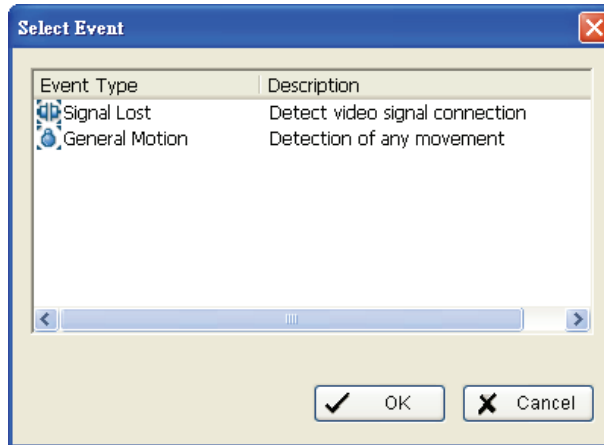 Select Event
Event Type Description
Signal Lost Detect video signal connection
General Motion Detection of any movement
OK Cancel